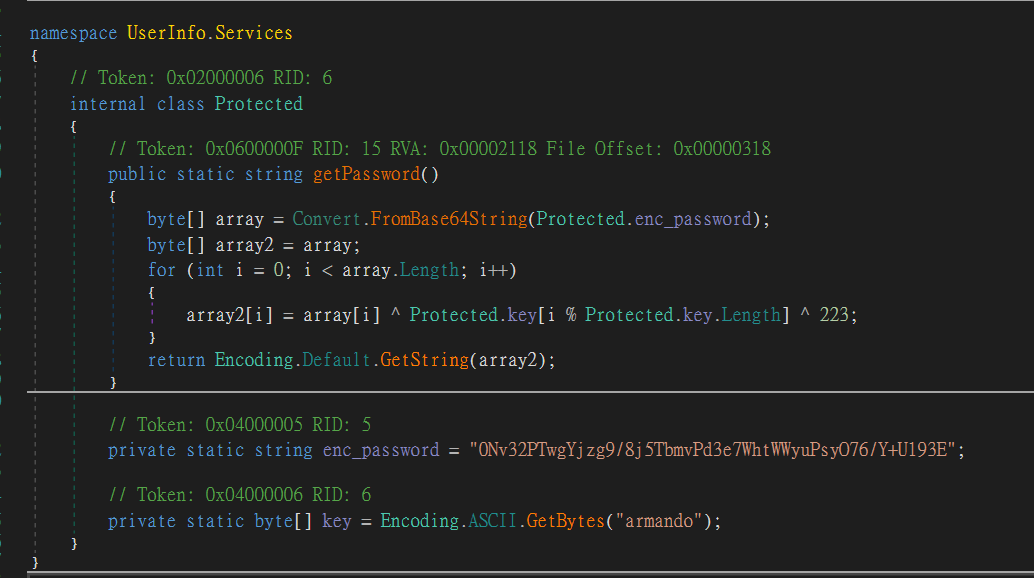 namespace UserInfo.Services
{
// Token: 0x02000006 RID: 6
internal class Protected
{
// Token: 0x0600000F RID: 15 RVA: 0x00002118 File Offset: 0x00000318
public static string getPassword()
{
byte[] array = Convert.FromBase64String(Protected.enc_password);
byte[] array2 = array;
for (int i = 0; i < array.Length; i++)
{
array2[i] = array[i] ^ Protected.key[i % Protected.key.Length] ^ 223;
}
return Encoding.Default.GetString(array2);
}
// Token: 0x04000005 RID: 5
private static string enc_password = "0Nv32PTwgYjzg9/8j5TbmvPd3e7WhtWWyuPsyO76/Y+U193E";
// Token: 0x04000006 RID: 6
private static byte[] key = Encoding.ASCII.GetBytes("armando");
}
}